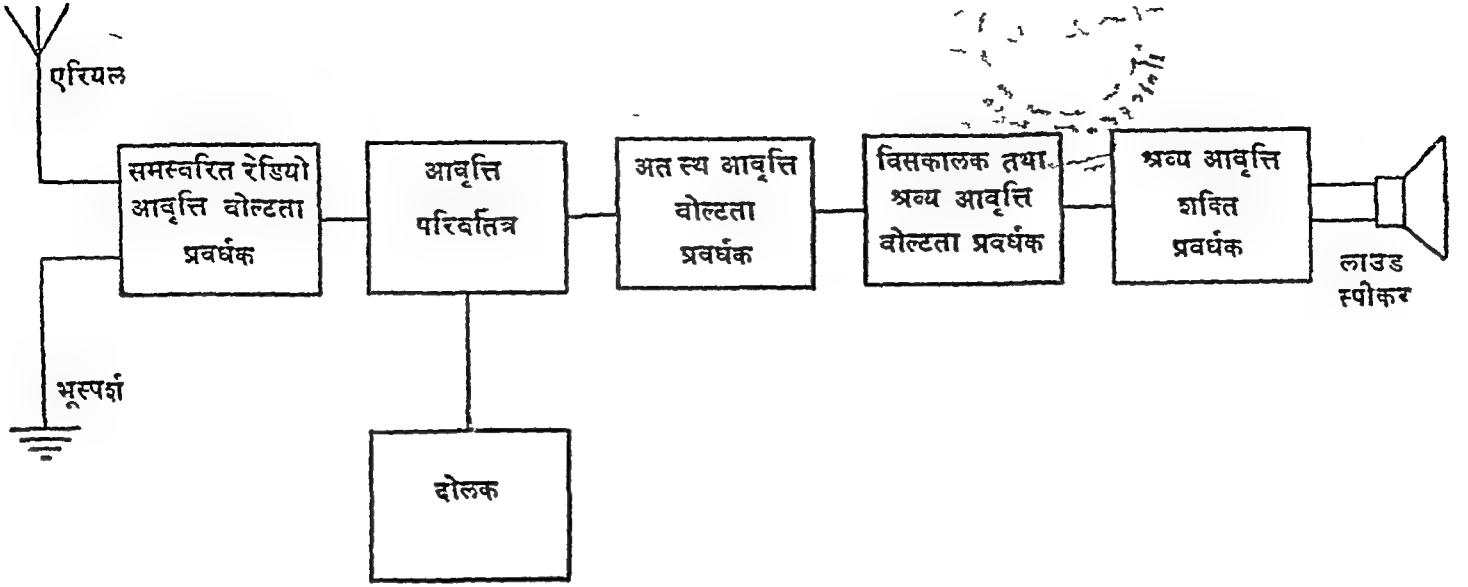 एरियल
समस्वरित रेडियो
आवृत्ति वोल्टता
प्रवर्धक
आवृत्ति
परिवर्तित्र
अतस्थ आवृत्ति
वोल्टता
प्रवर्धक
विसकालक तथा
श्रव्य आवृत्ति
वोल्टता प्रवर्धक
श्रव्य आवृत्ति
शक्ति
प्रवर्धक
लाउड
स्पीकर
भूस्पर्श
दोलक